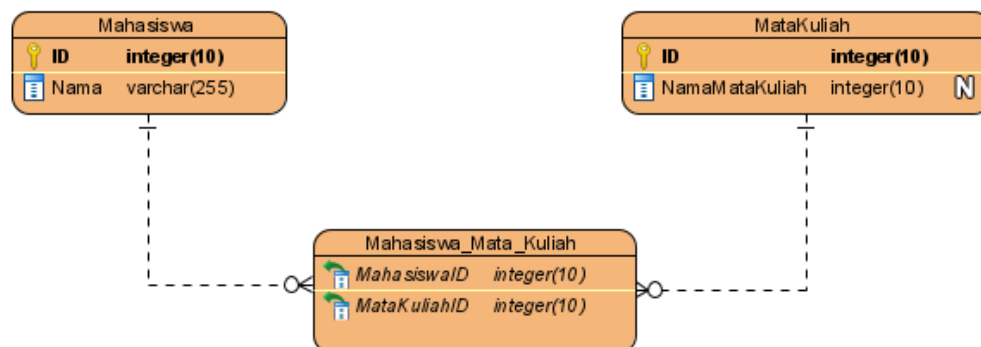 Mahasiswa
ID integer(10)
Nama varchar(255)
MataKuliah
ID integer(10)
NamaMataKuliah integer(10) N
Mahasiswa_Mata_Kuliah
MahasiswaID integer(10)
MataKuliahID integer(10)